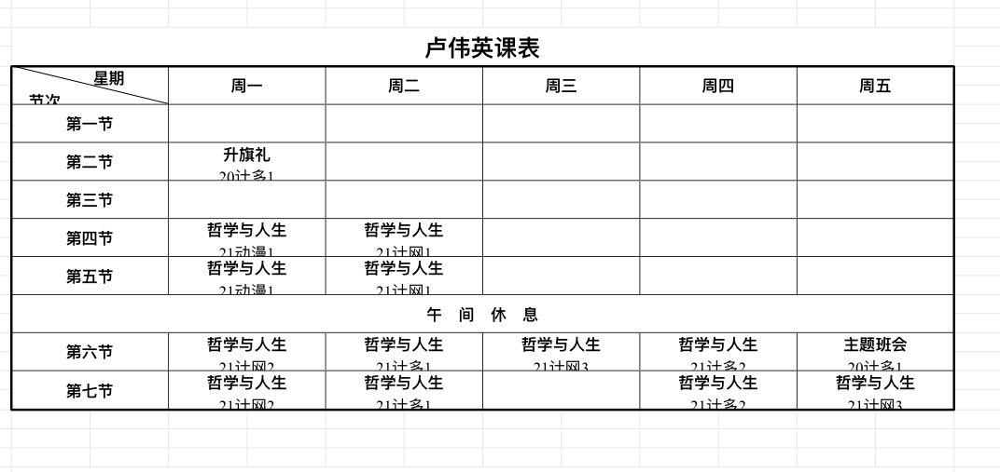 卢伟英课表
星期
节次
周一 周二 周三 周四 周五
第一节
第二节 升旗礼
20计多1
第三节
第四节 哲学与人生 哲学与人生
21动漫1 21计网1
第五节 哲学与人生 哲学与人生
21动漫1 21计网1
午 间 休 息
第六节 哲学与人生 哲学与人生 哲学与人生 哲学与人生 主题班会
21计网2 21计多1 21计网3 21计多2 20计多1
第七节 哲学与人生 哲学与人生 哲学与人生 哲学与人生
21计网2 21计多1 21计多2 21计网3